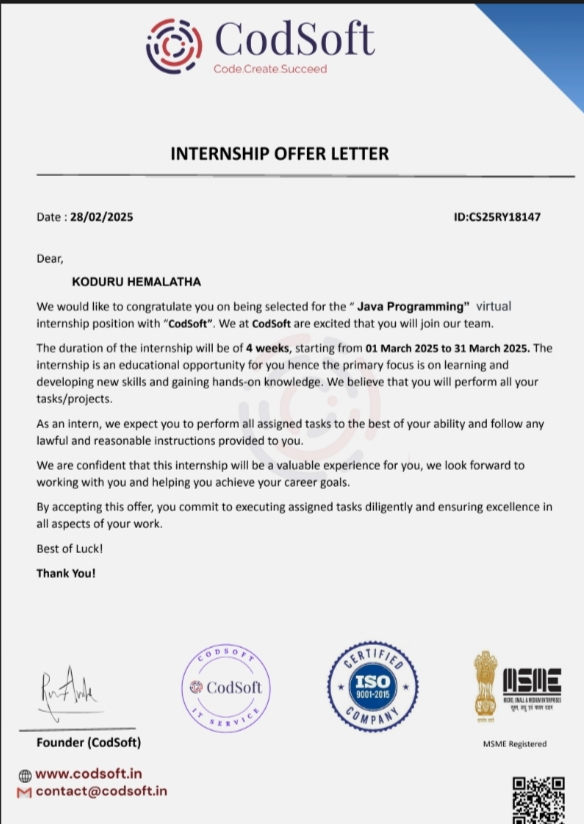 CodSoft
Code.Create Succeed
INTERNSHIP OFFER LETTER
Date : 28/02/2025
ID:CS25RY18147
Dear,
KODURU HEMALATHA
We would like to congratulate you on being selected for the " Java Programming" virtual
internship position with "CodSoft". We at CodSoft are excited that you will join our team.
The duration of the internship will be of 4 weeks, starting from 01 March 2025 to 31 March 2025. The
internship is an educational opportunity for you hence the primary focus is on learning and
developing new skills and gaining hands-on knowledge. We believe that you will perform all your
tasks/projects.
As an intern, we expect you to perform all assigned tasks to the best of your ability and follow any
lawful and reasonable instructions provided to you.
We are confident that this internship will be a valuable experience for you, we look forward to
working with you and helping you achieve your career goals.
By accepting this offer, you commit to executing assigned tasks diligently and ensuring excellence in
all aspects of your work.
Best of Luck!
Thank You!
CODSOFT
CodSoft
IT SERVICE
CERTIFIED
ISO
9001-2015
COMPANY
MSME
MICRO, SMALL & MEDIUM ENTERPRISES
सूक्ष्म, लघु एवं मध्यम उद्यम
Founder (CodSoft)
MSME Registered
www.codsoft.in
contact@codsoft.in